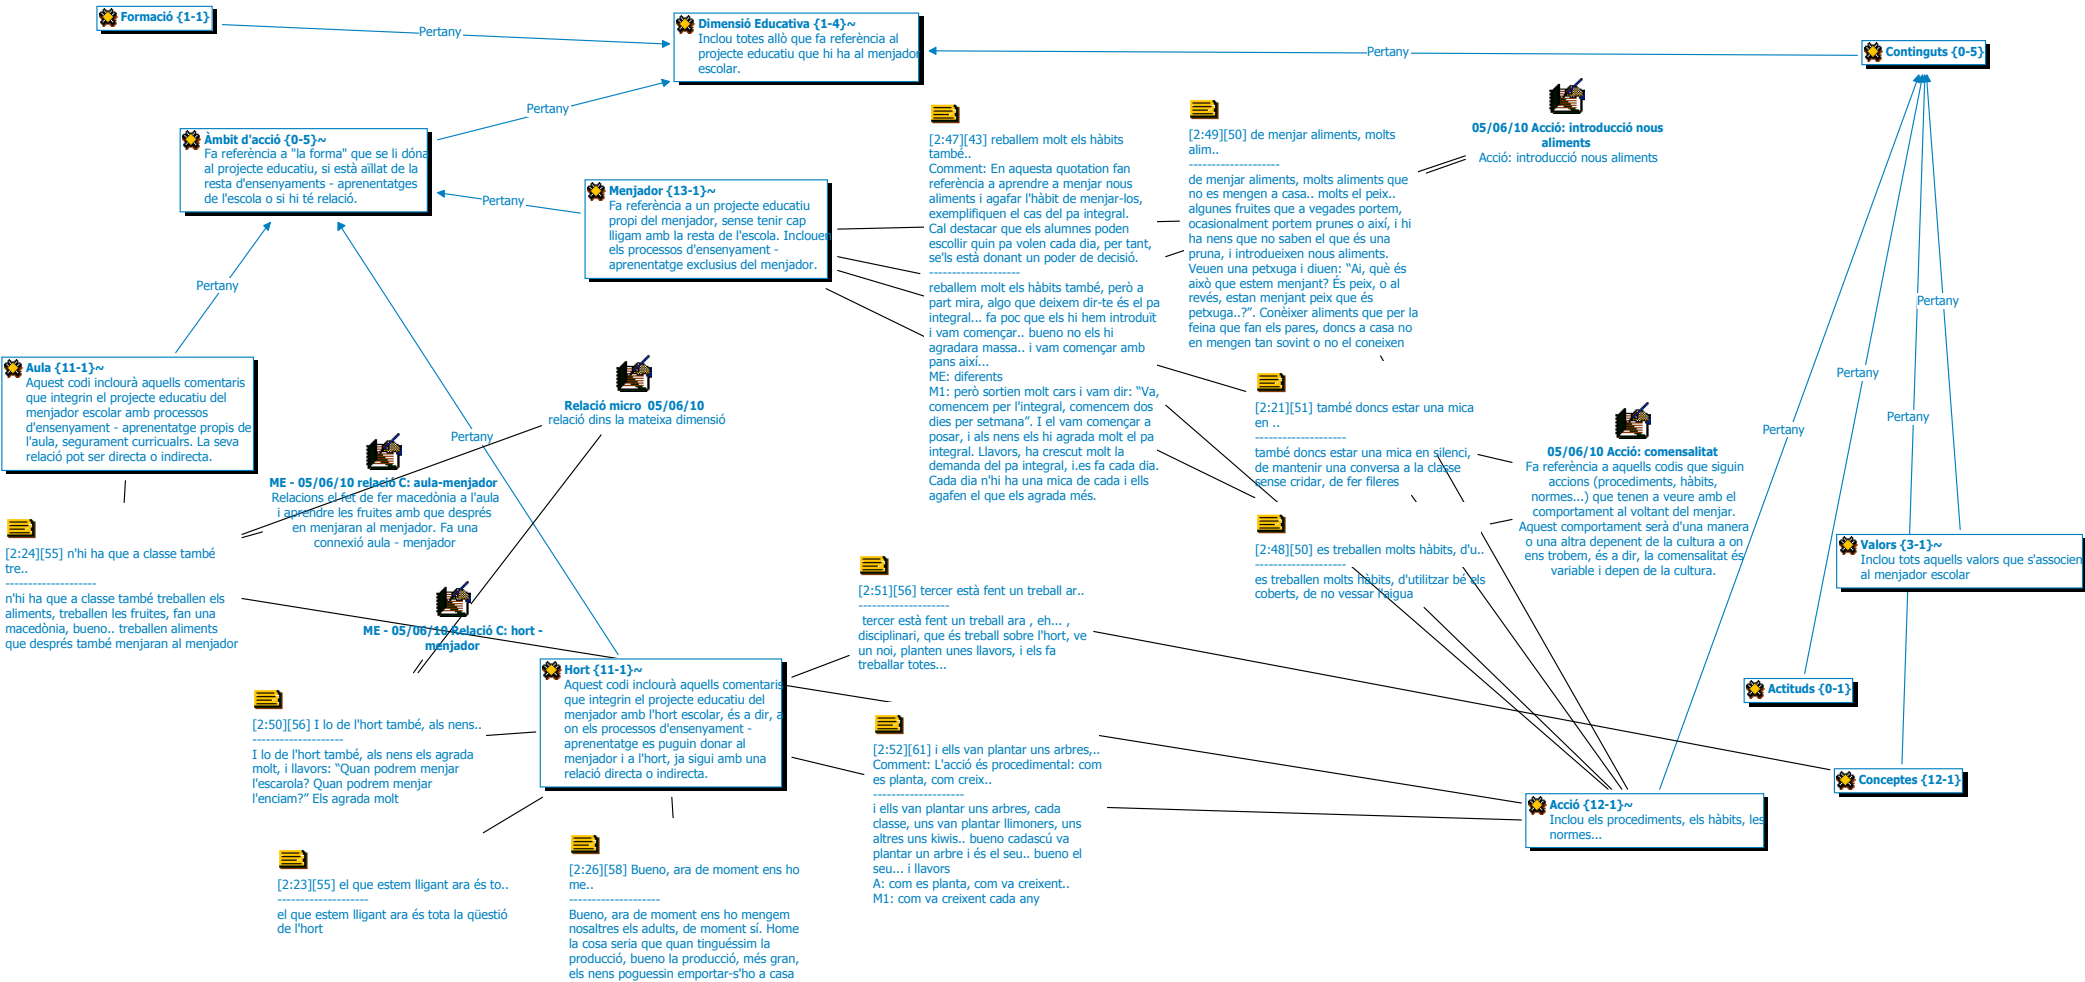 Formació {1-1}
Pertany
Dimensió Educativa {1-4}~
Inclou totes allò que fa referència al
projecte educatiu que hi ha al menjador
escolar.
Pertany
Continguts {0-5}
Pertany
Àmbit d'acció {0-5}~
Fa referència a "la forma" que se li dóna
al projecte educatiu, si està aïllat de la
resta d'ensenyaments - aprenentatges
de l'escola o si hi té relació.
Pertany
Menjador {13-1}~
Fa referència a un projecte educatiu
propi del menjador, sense tenir cap
lligam amb la resta de l'escola. Inclouen
els processos d'ensenyament -
aprenentatge exclusius del menjador.
[2:47][43] reballem molt els hàbits
també..
Comment: En aquesta quotation fan
referència a aprendre a menjar nous
aliments i agafar l'hàbit de menjar-los,
exemplifiquen el cas del pa integral.
Cal destacar que els alumnes poden
escollir quin pa volen cada dia, per tant,
se'ls està donant un poder de decisió.
--------------------
reballem molt els hàbits també, però a
part mira, algo que deixem dir-te és el pa
integral... fa poc que els hi hem introduït
i vam començar.. bueno no els hi
agradara massa.. i vam començar amb
pans així...
ME: diferents
M1: però sortien molt cars i vam dir: “Va,
comencem per l'integral, comencem dos
dies per setmana”. I el vam començar a
posar, i als nens els hi agrada molt el pa
integral. Llavors, ha crescut molt la
demanda del pa integral, i.es fa cada dia.
Cada dia n'hi ha una mica de cada i ells
agafen el que els agrada més.
[2:49][50] de menjar aliments, molts
alim..
--------------------
de menjar aliments, molts aliments que
no es mengen a casa.. molts el peix..
algunes fruites que a vegades portem,
ocasionalment portem prunes o així, i hi
ha nens que no saben el que és una
pruna, i introdueixen nous aliments.
Veuen una petxuga i diuen: “Ai, què és
això que estem menjant? És peix, o al
revés, estan menjant peix que és
petxuga..?”. Conèixer aliments que per la
feina que fan els pares, doncs a casa no
en mengen tan sovint o no el coneixen
05/06/10 Acció: introducció nous
aliments
Acció: introducció nous aliments
Pertany
Aula {11-1}~
Aquest codi inclourà aquells comentaris
que integrin el projecte educatiu del
menjador escolar amb processos
d'ensenyament - aprenentatge propis de
l'aula, segurament curricualrs. La seva
relació pot ser directa o indirecta.
Relació micro  05/06/10
relació dins la mateixa dimensió
Pertany
ME - 05/06/10 relació C: aula-menjador
Relacions el fet de fer macedònia a l'aula
i aprendre les fruites amb que després
en menjaran al menjador. Fa una
connexió aula - menjador
[2:21][51] també doncs estar una mica
en ..
--------------------
també doncs estar una mica en silenci,
de mantenir una conversa a la classe
sense cridar, de fer fileres
05/06/10 Acció: comensalitat
Fa referència a aquells codis que siguin
accions (procediments, hàbits,
normes...) que tenen a veure amb el
comportament al voltant del menjar.
Aquest comportament serà d'una manera
o una altra depenent de la cultura a on
ens trobem, és a dir, la comensalitat és
variable i depen de la cultura.
Pertany
Pertany
Pertany
Pertany
[2:24][55] n'hi ha que a classe també
tre..
--------------------
n'hi ha que a classe també treballen els
aliments, treballen les fruites, fan una
macedònia, bueno.. treballen aliments
que després també menjaran al menjador
[2:48][50] es treballen molts hàbits, d'u..
--------------------
es treballen molts hàbits, d'utilitzar bé els
coberts, de no vessar l'aigua
Valors {3-1}~
Inclou tots aquells valors que s'associen
al menjador escolar
ME - 05/06/10 Relació C: hort -
menjador
[2:51][56] tercer està fent un treball ar..
--------------------
tercer està fent un treball ara , eh... ,
disciplinari, que és treball sobre l'hort, ve
un noi, planten unes llavors, i els fa
treballar totes...
Hort {11-1}~
Aquest codi inclourà aquells comentaris
que integrin el projecte educatiu del
menjador amb l'hort escolar, és a dir, a
on els processos d'ensenyament -
aprenentatge es puguin donar al
menjador i a l'hort, ja sigui amb una
relació directa o indirecta.
Actituds {0-1}
[2:50][56] I lo de l'hort també, als nens..
--------------------
I lo de l'hort també, als nens els agrada
molt, i llavors: “Quan podrem menjar
l'escarola? Quan podrem menjar
l'enciam?” Els agrada molt
[2:52][61] i ells van plantar uns arbres,..
Comment: L'acció és procedimental: com
es planta, com creix..
--------------------
i ells van plantar uns arbres, cada
classe, uns van plantar llimoners, uns
altres uns kiwis.. bueno cadascú va
plantar un arbre i és el seu.. bueno el
seu... i llavors
A: com es planta, com va creixent..
M1: com va creixent cada any
Conceptes {12-1}
Acció {12-1}~
Inclou els procediments, els hàbits, les
normes...
[2:23][55] el que estem lligant ara és to..
--------------------
el que estem lligant ara és tota la qüestió
de l'hort
[2:26][58] Bueno, ara de moment ens ho
me..
--------------------
Bueno, ara de moment ens ho mengem
nosaltres els adults, de moment sí. Home
la cosa seria que quan tinguéssim la
producció, bueno la producció, més gran,
els nens poguessin emportar-s'ho a casa